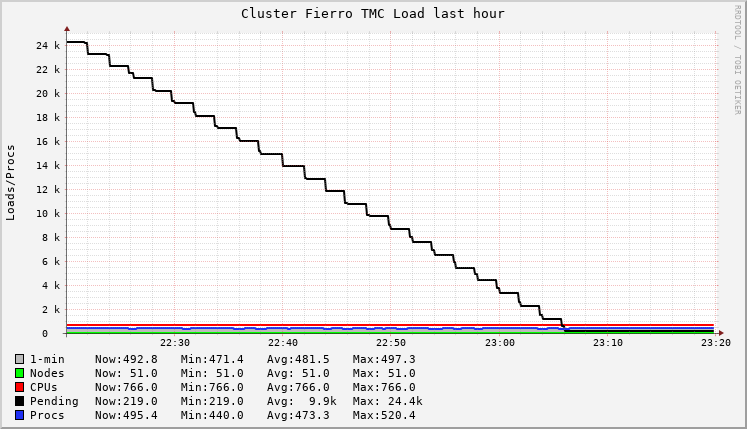 Cluster Fierro TMC Load last hour
RRDTOOL / TOBI OETIKER
Loads/Procs
24 k
22 k
20 k
18 k
16 k
14 k
12 k
10 k
8 k
6 k
4 k
2 k
0
22:30 22:40 22:50 23:00 23:10 23:20
1-min Now:492.8 Min:471.4 Avg:481.5 Max:497.3
Nodes Now: 51.0 Min: 51.0 Avg: 51.0 Max: 51.0
CPUs Now:766.0 Min:766.0 Avg:766.0 Max:766.0
Pending Now:219.0 Min:219.0 Avg: 9.9k Max: 24.4k
Procs Now:495.4 Min:440.0 Avg:473.3 Max:520.4